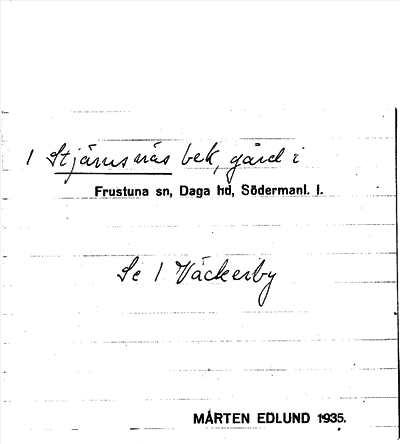 1 Stjärnsnäs bek, gård i
Frustuna sn, Daga hd, Södermanl. l.
Se 1 Väckerby
MÅRTEN EDLUND 1935.